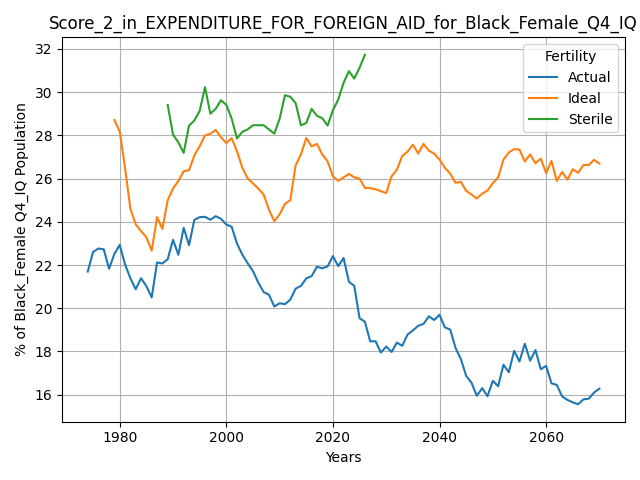 Score_2_in_EXPENDITURE_FOR_FOREIGN_AID_for_Black_Female_Q4_IQ
% of Black_Female Q4_IQ Population
32
30
28
26
24
22
20
18
16
Fertility
Actual
Ideal
Sterile
1980
2000
2020
2040
2060
Years